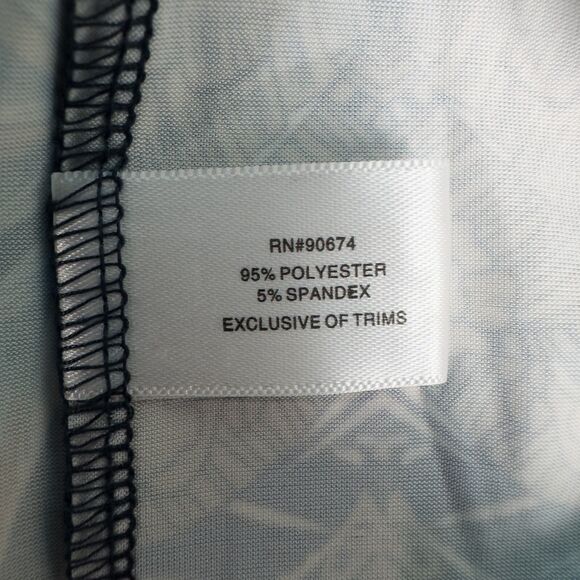 RN#90674
95% POLYESTER
5% SPANDEX
EXCLUSIVE OF TRIMS